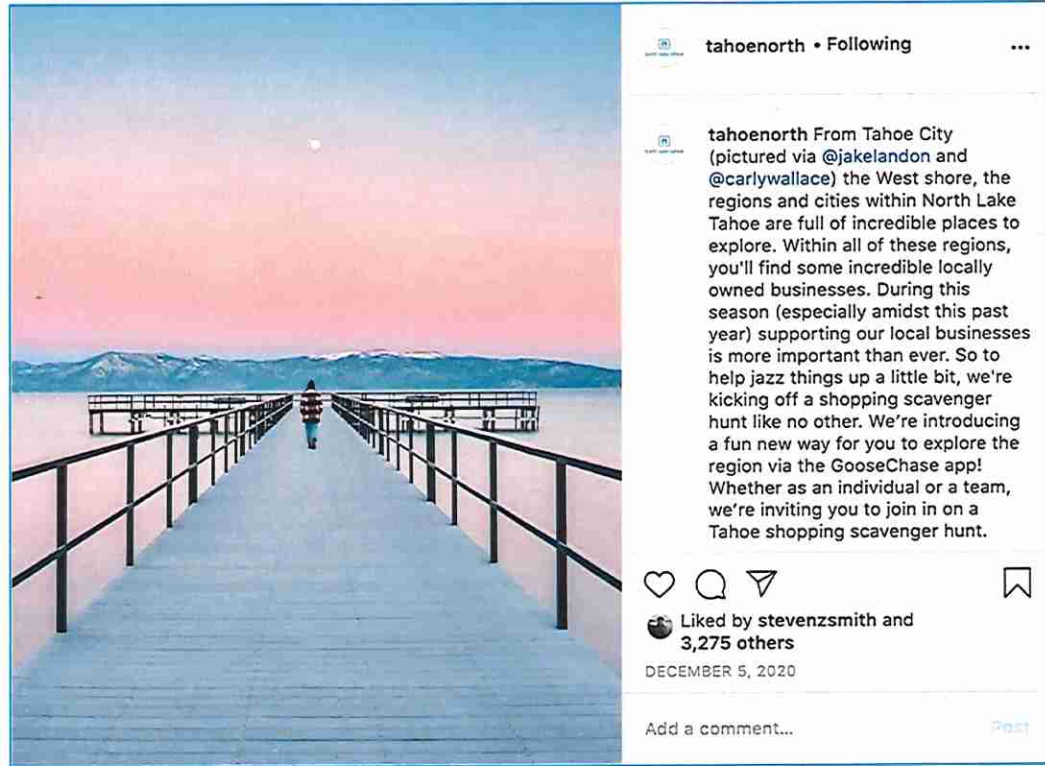 tahoenorth • Following
tahoenorth From Tahoe City
(pictured via @jakelandon and
@carlywallace) the West shore, the
regions and cities within North Lake
Tahoe are full of incredible places to
explore. Within all of these regions,
you'll find some incredible locally
owned businesses. During this
season (especially amidst this past
year) supporting our local businesses
is more important than ever. So to
help jazz things up a little bit, we're
kicking off a shopping scavenger
hunt like no other. We're introducing
a fun new way for you to explore the
region via the GooseChase app!
Whether as an individual or a team,
we're inviting you to join in on a
Tahoe shopping scavenger hunt.
Liked by stevenzsmith and
3,275 others
DECEMBER 5, 2020
Add a comment...
Post